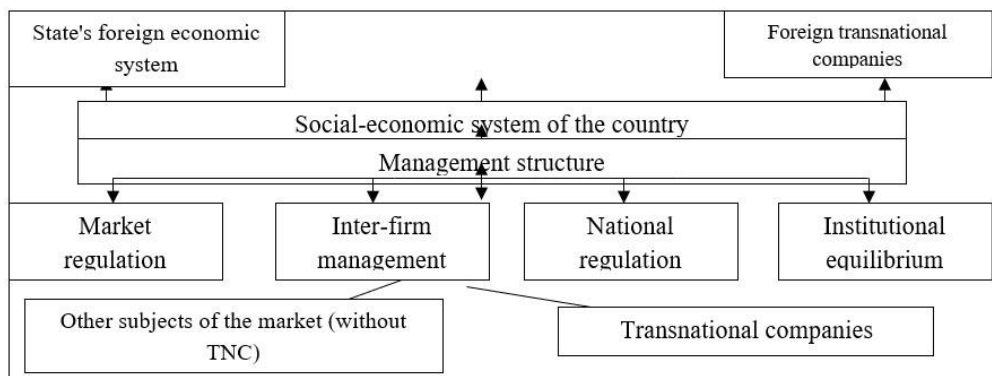 State's foreign economic
system
Foreign transnational
companies
Social-economic system of the country
Management structure
Market
regulation
Inter-firm
management
National
regulation
Institutional
equilibrium
Other subjects of the market (without
TNC)
Transnational companies